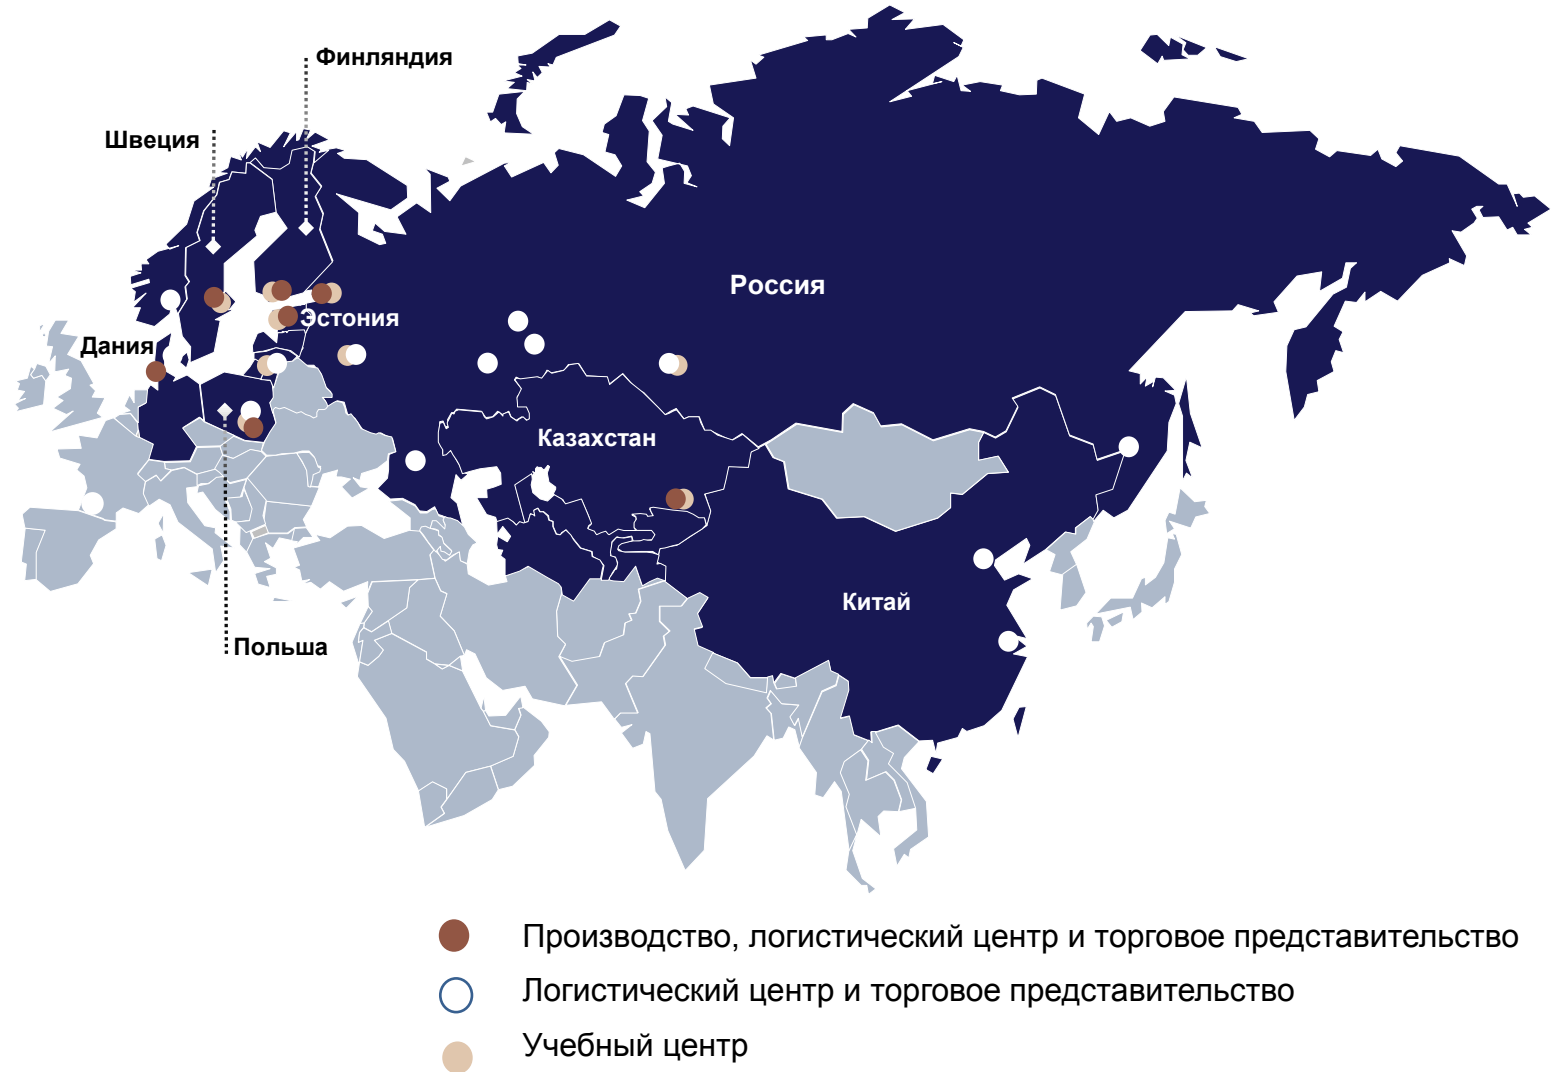 Финляндия
Швеция
Россия
Эстония
Дания
Казахстан
Китай
Польша
Производство, логистический центр и торговое представительство
Логистический центр и торговое представительство
Учебный центр